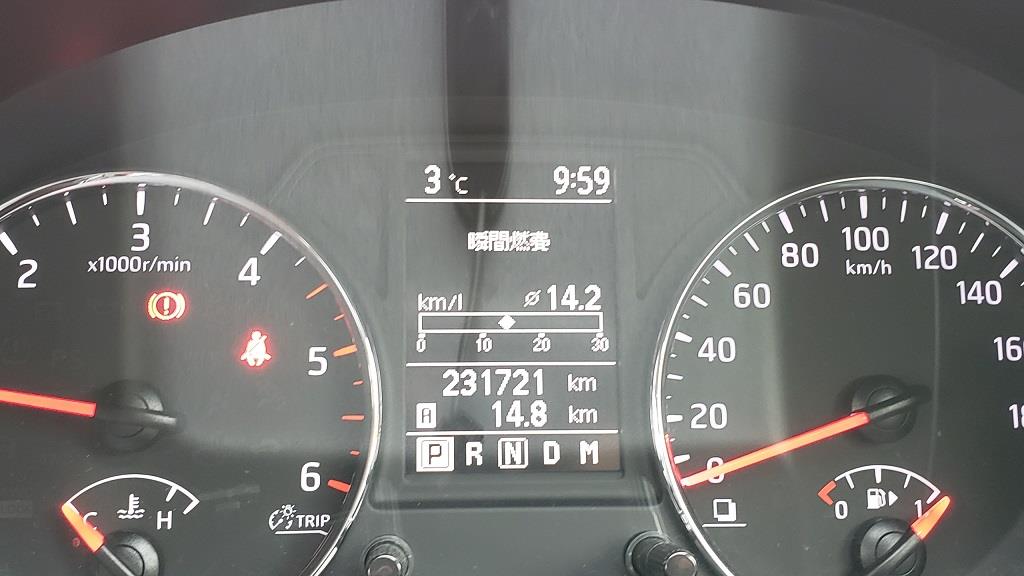 3 °C 9:59
瞬間燃費
km/l ⌀ 14.2
0 10 20 30
231721 km
A 14.8 km
P R N D M
2 3 4 5 6
x1000r/min
C H
TRIP
0 20 40 60 80 100 120 140
km/h
0 1